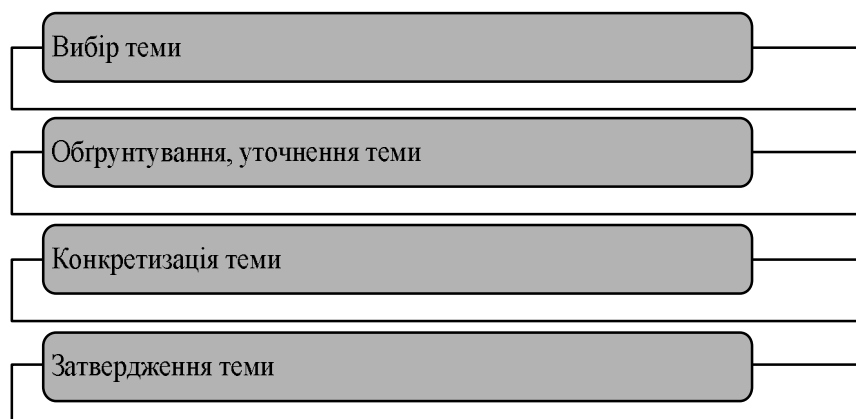 Вибір теми
Обґрунтування, уточнення теми
Конкретизація теми
Затвердження теми